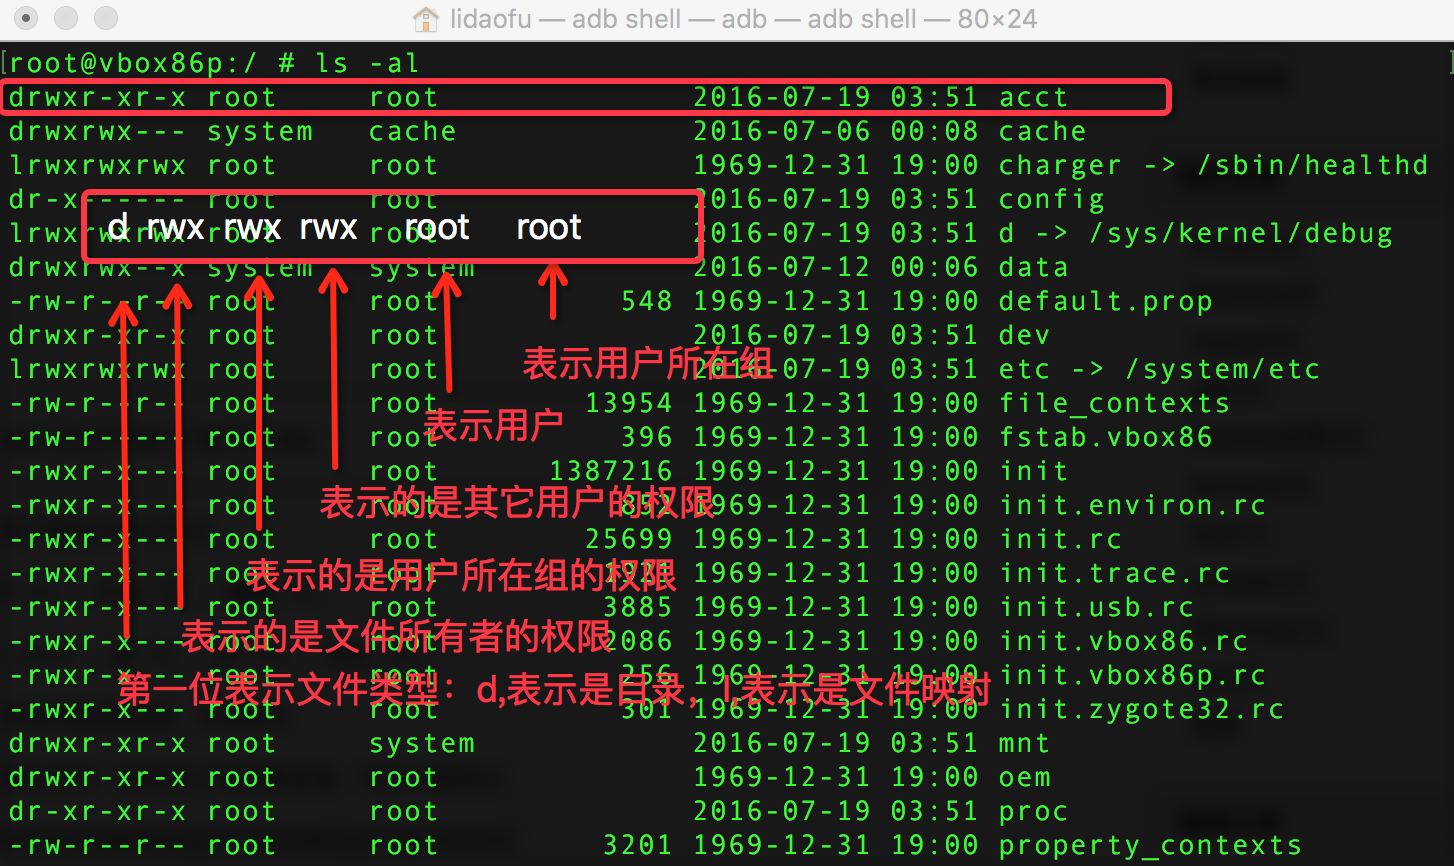 lidaofu — adb shell — adb — adb shell — 80×24
[root@vbox86p:/ # ls -al ]
drwxr-xr-x root root 2016-07-19 03:51 acct
drwxrwx--- system cache 2016-07-06 00:08 cache
lrwxrwxrwx root root 1969-12-31 19:00 charger -> /sbin/healthd
dr-x------ root root 2016-07-19 03:51 config
d rwx rwx rwx root root
2016-07-19 03:51 d -> /sys/kernel/debug
drwxrwx--x system system 2016-07-12 00:06 data
-rw-r--r-- root root 548 1969-12-31 19:00 default.prop
drwxr-xr-x root root 2016-07-19 03:51 dev
表示用户所在组
lrwxrwxrwx root root 2016-07-19 03:51 etc -> /system/etc
-rw-r--r-- root root 13954 1969-12-31 19:00 file_contexts
表示用户
-rw-r----- root root 396 1969-12-31 19:00 fstab.vbox86
-rwxr-x--- root root 1387216 1969-12-31 19:00 init
表示的是其它用户的权限
-rwxr-x--- root root 852 1969-12-31 19:00 init.environ.rc
-rwxr-x--- root root 25699 1969-12-31 19:00 init.rc
表示的是用户所在组的权限
-rwxr-x--- root root 1969-12-31 19:00 init.trace.rc
-rwxr-x--- root root 3885 1969-12-31 19:00 init.usb.rc
表示的是文件所有者的权限
-rwxr-x--- root root 2086 1969-12-31 19:00 init.vbox86.rc
-rwxr-x--- root root 256 1969-12-31 19:00 init.vbox86p.rc
第一位表示文件类型：d,表示是目录，l,表示是文件映射
-rwxr-x--- root root 301 1969-12-31 19:00 init.zygote32.rc
drwxr-xr-x root system 2016-07-19 03:51 mnt
drwxr-xr-x root root 1969-12-31 19:00 oem
dr-xr-xr-x root root 2016-07-19 03:51 proc
-rw-r--r-- root root 3201 1969-12-31 19:00 property_contexts